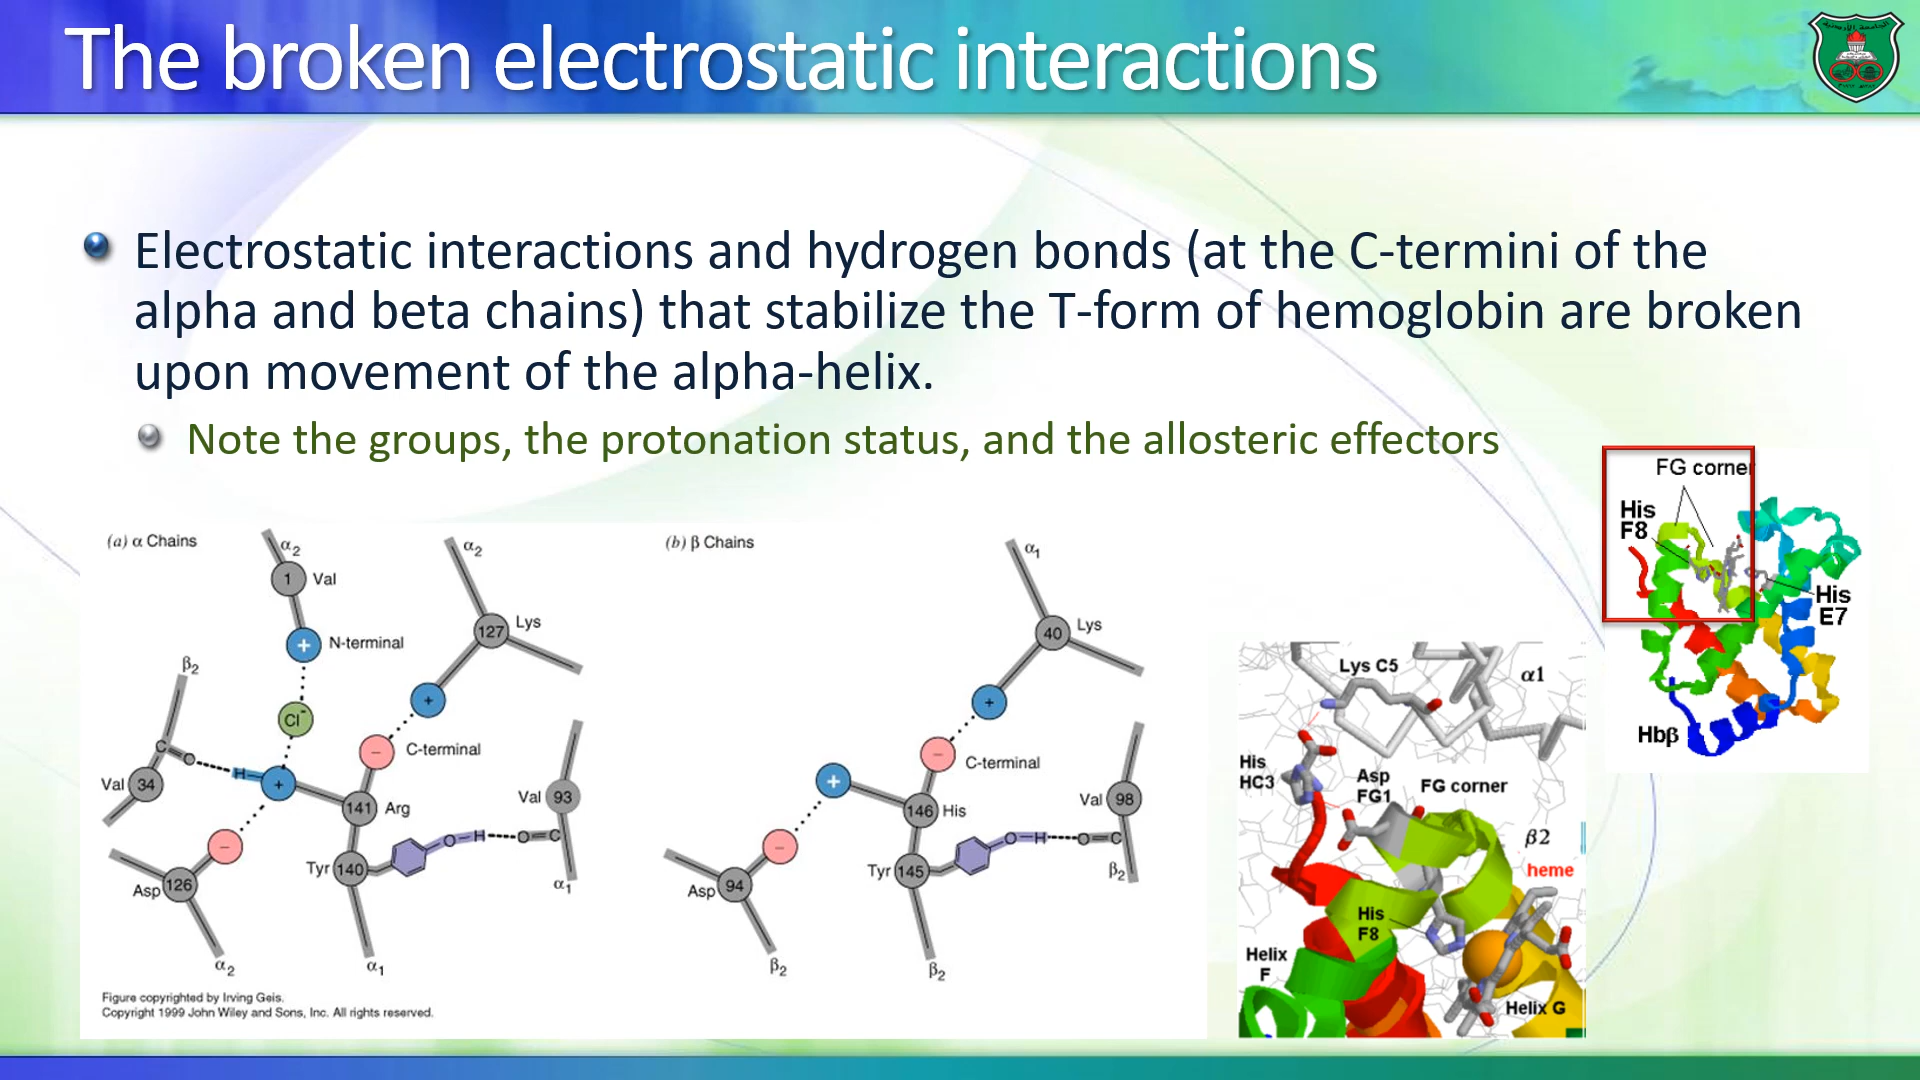 The broken electrostatic interactions
Electrostatic interactions and hydrogen bonds (at the C-termini of the
alpha and beta chains) that stabilize the T-form of hemoglobin are broken
upon movement of the alpha-helix.
Note the groups, the protonation status, and the allosteric effectors
(a) α Chains
α2
1 Val
+ N-terminal
Cl−
α2
127 Lys
+
− C-terminal
β2
C=O
Val 34
H−+
141 Arg
Val 93
O−H
O=C
Tyr 140
−
Asp 126
α2
α1
α1
(b) β Chains
α1
40 Lys
+
− C-terminal
+
146 His
Val 98
O−H
O=C
Tyr 145
−
Asp 94
β2
β2
β2
Figure copyrighted by Irving Geis.
Copyright 1999 John Wiley and Sons, Inc. All rights reserved.
Lys C5
α1
His
HC3
Asp
FG1
FG corner
β2
heme
His
F8
Helix
F
Helix G
FG corner
His
F8
His
E7
Hbβ